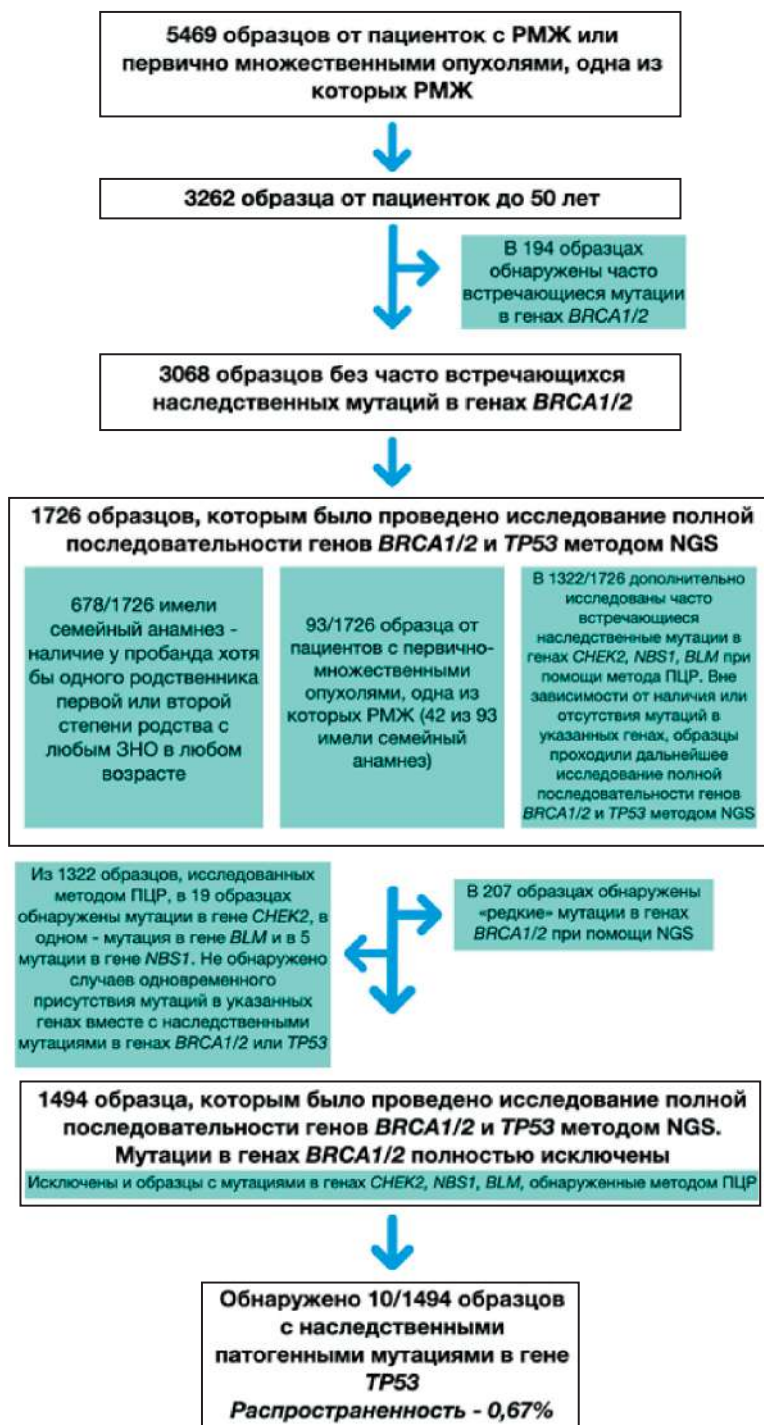 5469 образцов от пациенток с РМЖ или
первично множественными опухолями, одна из
которых РМЖ
3262 образца от пациенток до 50 лет
В 194 образцах
обнаружены часто
встречающиеся мутации
в генах BRCA1/2
3068 образцов без часто встречающихся
наследственных мутаций в генах BRCA1/2
1726 образцов, которым было проведено исследование полной
последовательности генов BRCA1/2 и TP53 методом NGS
678/1726 имели
семейный анамнез -
наличие у пробанда хотя
бы одного родственника
первой или второй
степени родства с
любым ЗНО в любом
возрасте
93/1726 образца от
пациентов с первично-
множественными
опухолями, одна из
которых РМЖ (42 из 93
имели семейный
анамнез)
В 1322/1726 дополнительно
исследованы часто
встречающиеся
наследственные мутации в
генах CHEK2, NBS1, BLM при
помощи метода ПЦР. Вне
зависимости от наличия или
отсутствия мутаций в
указанных генах, образцы
проходили дальнейшее
исследование полной
последовательности генов
BRCA1/2 и TP53 методом NGS
Из 1322 образцов, исследованных
методом ПЦР, в 19 образцах
обнаружены мутации в гене CHEK2, в
одном - мутация в гене BLM и в 5
мутации в гене NBS1. Не обнаружено
случаев одновременного
присутствия мутаций в указанных
генах вместе с наследственными
мутациями в генах BRCA1/2 или TP53
В 207 образцах обнаружены
«редкие» мутации в генах
BRCA1/2 при помощи NGS
1494 образца, которым было проведено исследование полной
последовательности генов BRCA1/2 и TP53 методом NGS.
Мутации в генах BRCA1/2 полностью исключены
Исключены и образцы с мутациями в генах CHEK2, NBS1, BLM, обнаруженные методом ПЦР
Обнаружено 10/1494 образцов
с наследственными
патогенными мутациями в гене
TP53
Распространенность - 0,67%